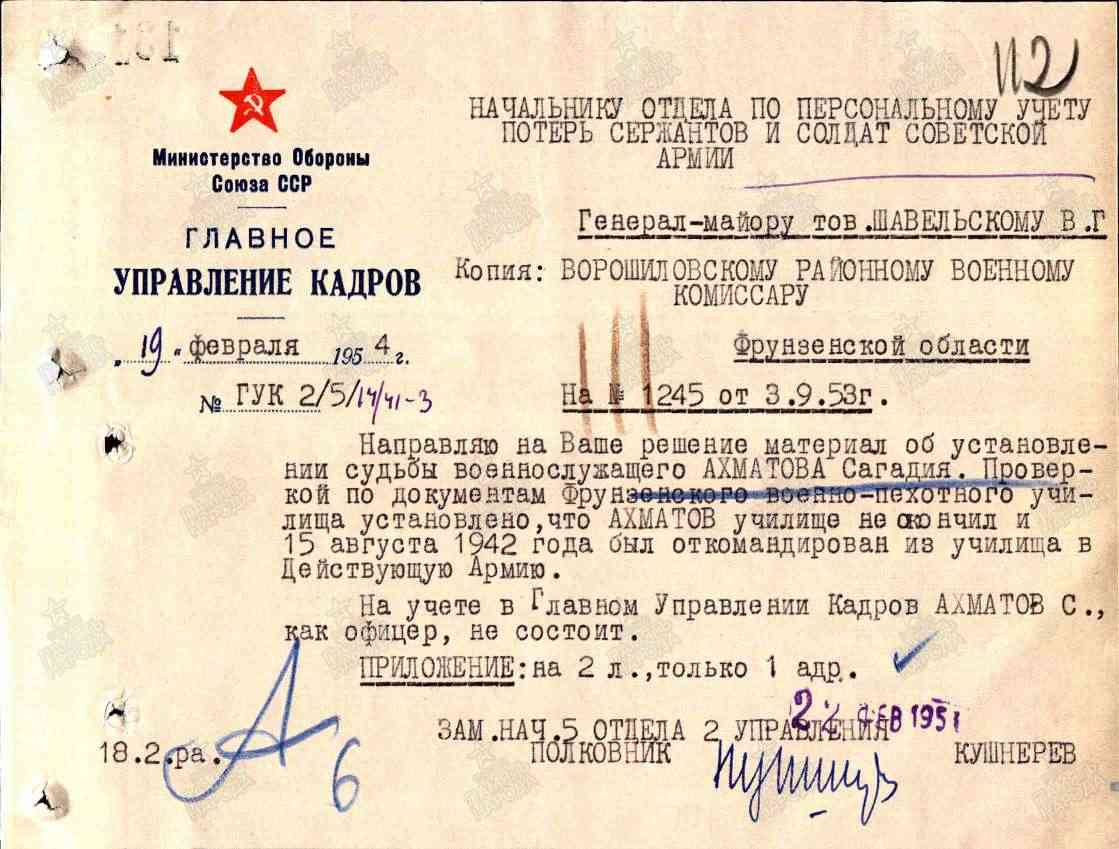 И2
НАЧАЛЬНИКУ ОТДЕЛА ПО ПЕРСОНАЛЬНОМУ УЧЕТУ
ПОТЕРЬ СЕРЖАНТОВ И СОЛДАТ СОВЕТСКОЙ
АРМИИ
Министерство Обороны
Союза ССР
ГЛАВНОЕ
УПРАВЛЕНИЕ КАДРОВ
„19„ февраля 1954 г.
№ ГУК 2/5/14/41-3
Генерал-майору тов.ШАВЕЛЬСКОМУ В.Г
Копия: ВОРОШИЛОВСКОМУ РАЙОННОМУ ВОЕННОМУ
КОМИССАРУ
Фрунзенской области
На № 1245 от 3.9.53г.
Направляю на Ваше решение материал об установле-
нии судьбы военнослужащего АХМАТОВА Сагадия. Провер-
кой по документам Фрунзенского военно-пехотного учи-
лища установлено,что АХМАТОВ училище не окончил и
15 августа 1942 года был откомандирован из училища в
Действующую Армию.
На учете в Главном Управлении Кадров АХМАТОВ С.,
как офицер, не состоит.
ПРИЛОЖЕНИЕ:на 2 л.,только 1 адр.
22 ФЕВ 195
ЗАМ.НАЧ.5 ОТДЕЛА 2 УПРАВЛЕНИЯ
18.2.ра. ПОЛКОВНИК КУШНЕРЕВ
А
6